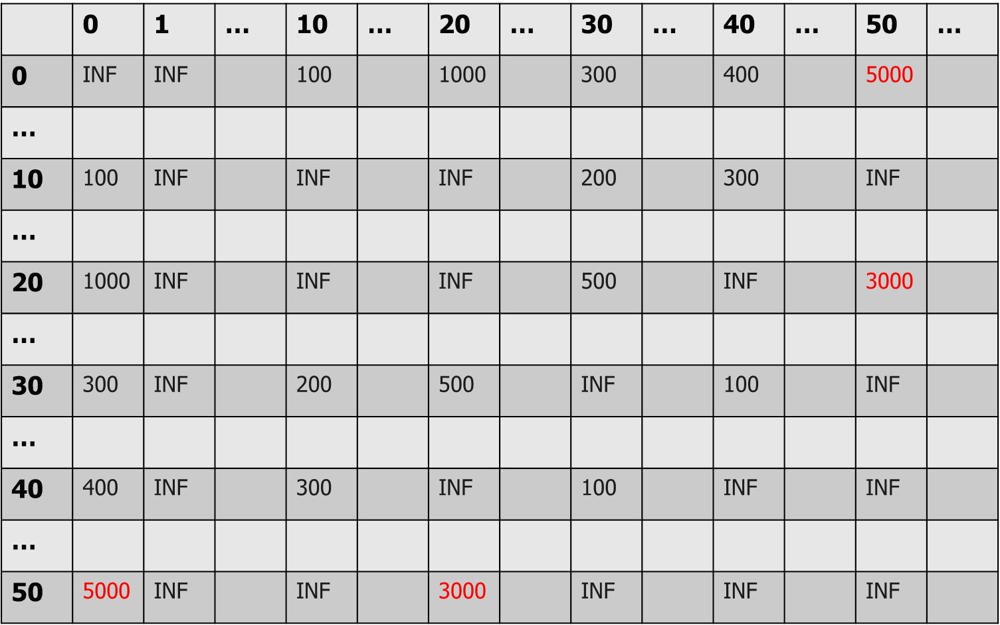 0 1 ... 10 ... 20 ... 30 ... 40 ... 50 ...
0 INF INF 100 1000 300 400 5000
...
10 100 INF INF INF 200 300 INF
...
20 1000 INF INF INF 500 INF 3000
...
30 300 INF 200 500 INF 100 INF
...
40 400 INF 300 INF 100 INF INF
...
50 5000 INF INF 3000 INF INF INF